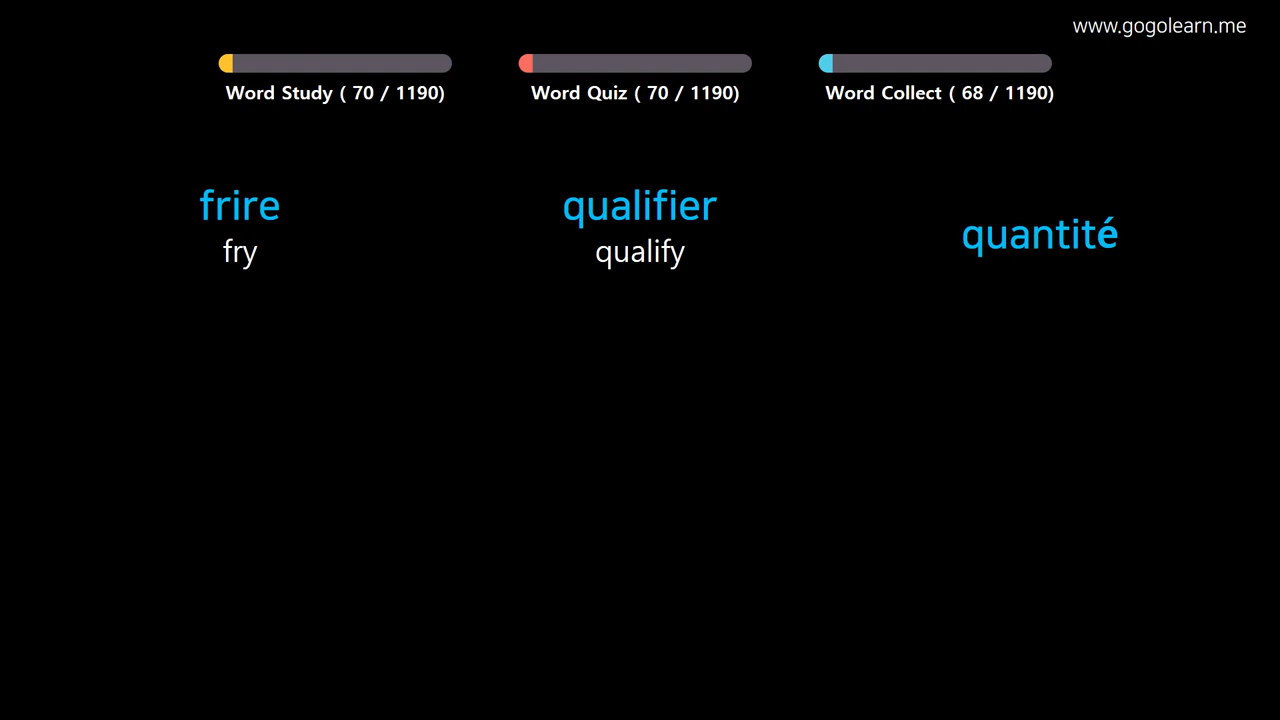 www.gogolearn.me
Word Study ( 70 / 1190)
Word Quiz ( 70 / 1190)
Word Collect ( 68 / 1190)
frire
fry
qualifier
qualify
quantité